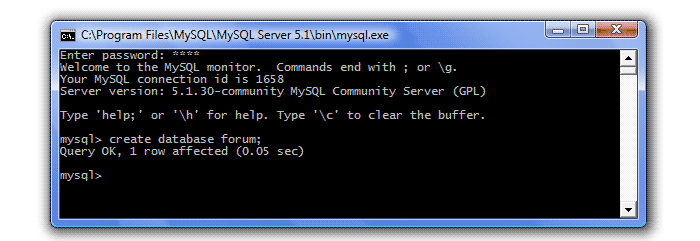 C:\Program Files\MySQL\MySQL Server 5.1\bin\mysql.exe
Enter password: ****
Welcome to the MySQL monitor.  Commands end with ; or \g.
Your MySQL connection id is 1658
Server version: 5.1.30-community MySQL Community Server (GPL)
Type 'help;' or '\h' for help. Type '\c' to clear the buffer.
mysql> create database forum;
Query OK, 1 row affected (0.05 sec)
mysql>